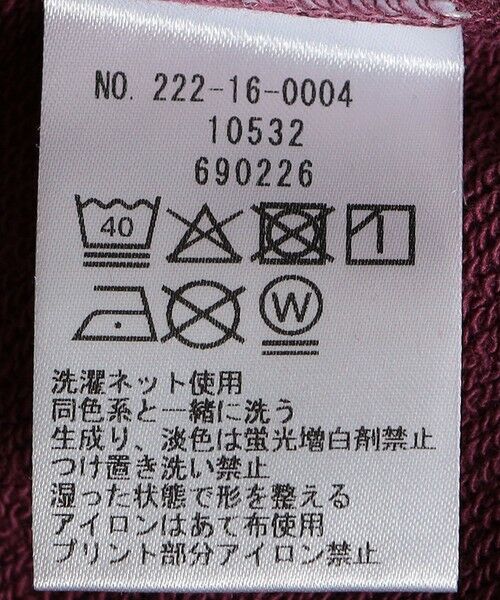 NO. 222-16-0004
10532
690226
40
W
洗濯ネット使用
同色系と一緒に洗う
生成り、淡色は蛍光増白剤禁止
つけ置き洗い禁止
湿った状態で形を整える
アイロンはあて布使用
プリント部分アイロン禁止